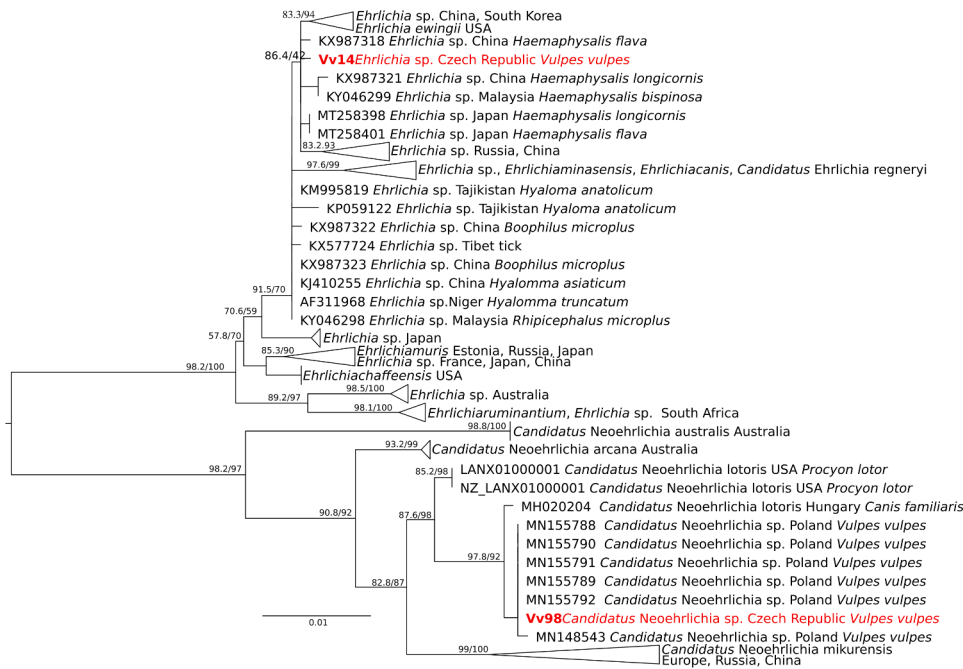 83.3/94
Ehrlichia sp. China, South Korea
Ehrlichia ewingii USA
KX987318 Ehrlichia sp. China Haemaphysalis flava
86.4/42
Vv14Ehrlichia sp. Czech Republic Vulpes vulpes
KX987321 Ehrlichia sp. China Haemaphysalis longicornis
KY046299 Ehrlichia sp. Malaysia Haemaphysalis bispinosa
MT258398 Ehrlichia sp. Japan Haemaphysalis longicornis
MT258401 Ehrlichia sp. Japan Haemaphysalis flava
83.2.93
Ehrlichia sp. Russia, China
97.6/99
Ehrlichia sp., Ehrlichiaminasensis, Ehrlichiacanis, Candidatus Ehrlichia regneryi
KM995819 Ehrlichia sp. Tajikistan Hyaloma anatolicum
KP059122 Ehrlichia sp. Tajikistan Hyaloma anatolicum
KX987322 Ehrlichia sp. China Boophilus microplus
KX577724 Ehrlichia sp. Tibet tick
KX987323 Ehrlichia sp. China Boophilus microplus
KJ410255 Ehrlichia sp. China Hyalomma asiaticum
91.5/70
AF311968 Ehrlichia sp.Niger Hyalomma truncatum
70.6/59
KY046298 Ehrlichia sp. Malaysia Rhipicephalus microplus
57.8/70
Ehrlichia sp. Japan
85.3/90
Ehrlichiamuris Estonia, Russia, Japan
Ehrlichia sp. France, Japan, China
98.2/100
Ehrlichiachaffeensis USA
98.5/100
Ehrlichia sp. Australia
89.2/97
98.1/100
Ehrlichiaruminantium, Ehrlichia sp. South Africa
98.8/100
Candidatus Neoehrlichia australis Australia
93.2/99
Candidatus Neoehrlichia arcana Australia
98.2/97
85.2/98
LANX01000001 Candidatus Neoehrlichia lotoris USA Procyon lotor
NZ_LANX01000001 Candidatus Neoehrlichia lotoris USA Procyon lotor
90.8/92
87.6/98
MH020204 Candidatus Neoehrlichia lotoris Hungary Canis familiaris
MN155788 Candidatus Neoehrlichia sp. Poland Vulpes vulpes
MN155790 Candidatus Neoehrlichia sp. Poland Vulpes vulpes
97.8/92
MN155791 Candidatus Neoehrlichia sp. Poland Vulpes vulpes
82.8/87
MN155789 Candidatus Neoehrlichia sp. Poland Vulpes vulpes
MN155792 Candidatus Neoehrlichia sp. Poland Vulpes vulpes
0.01
Vv98Candidatus Neoehrlichia sp. Czech Republic Vulpes vulpes
MN148543 Candidatus Neoehrlichia sp. Poland Vulpes vulpes
99/100
Candidatus Neoehrlichia mikurensis
Europe, Russia, China